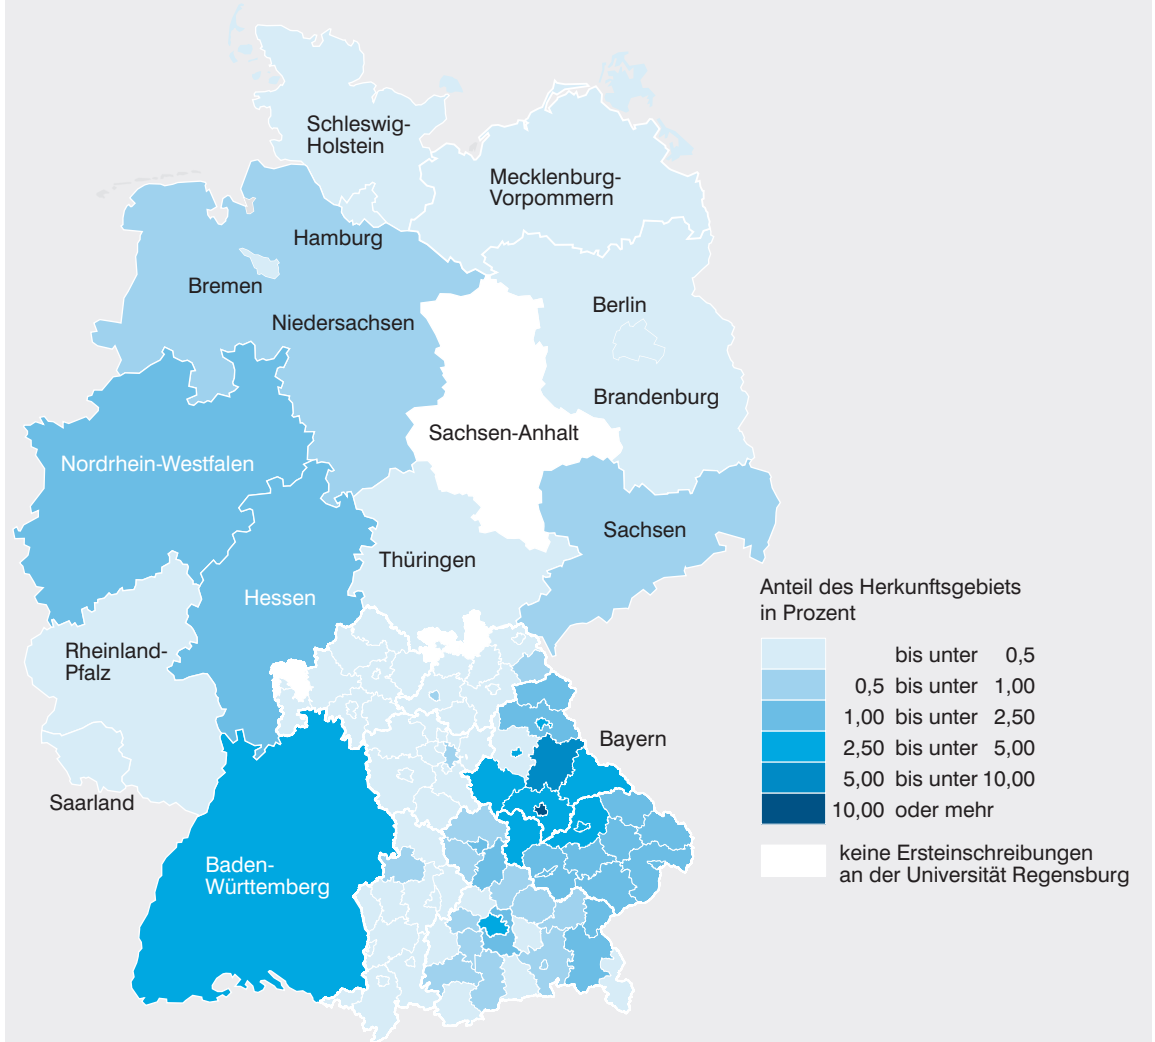 Schleswig-
Holstein
Mecklenburg-
Vorpommern
Hamburg
Bremen
Berlin
Niedersachsen
Brandenburg
Sachsen-Anhalt
Nordrhein-Westfalen
Sachsen
Thüringen
Hessen
Rheinland-
Pfalz
Bayern
Saarland
Baden-
Württemberg
Anteil des Herkunftsgebiets
in Prozent
bis unter 0,5
0,5 bis unter 1,00
1,00 bis unter 2,50
2,50 bis unter 5,00
5,00 bis unter 10,00
10,00 oder mehr
keine Ersteinschreibungen
an der Universität Regensburg